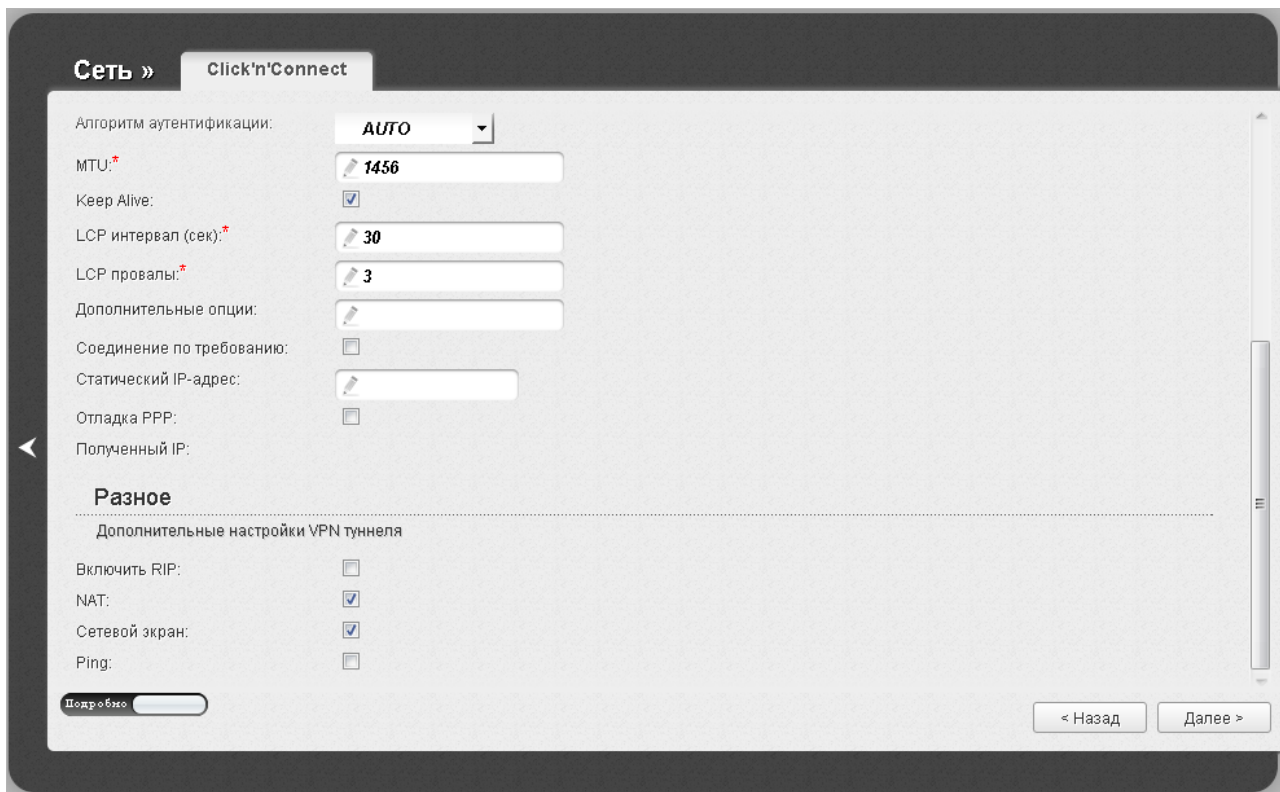 Сеть »
Click'n'Connect
Алгоритм аутентификации: AUTO
MTU:* 1456
Keep Alive:
LCP интервал (сек):* 30
LCP провалы:* 3
Дополнительные опции:
Соединение по требованию:
Статический IP-адрес:
Отладка PPP:
Полученный IP:
Разное
Дополнительные настройки VPN туннеля
Включить RIP:
NAT:
Сетевой экран:
Ping:
Подробно
< Назад
Далее >